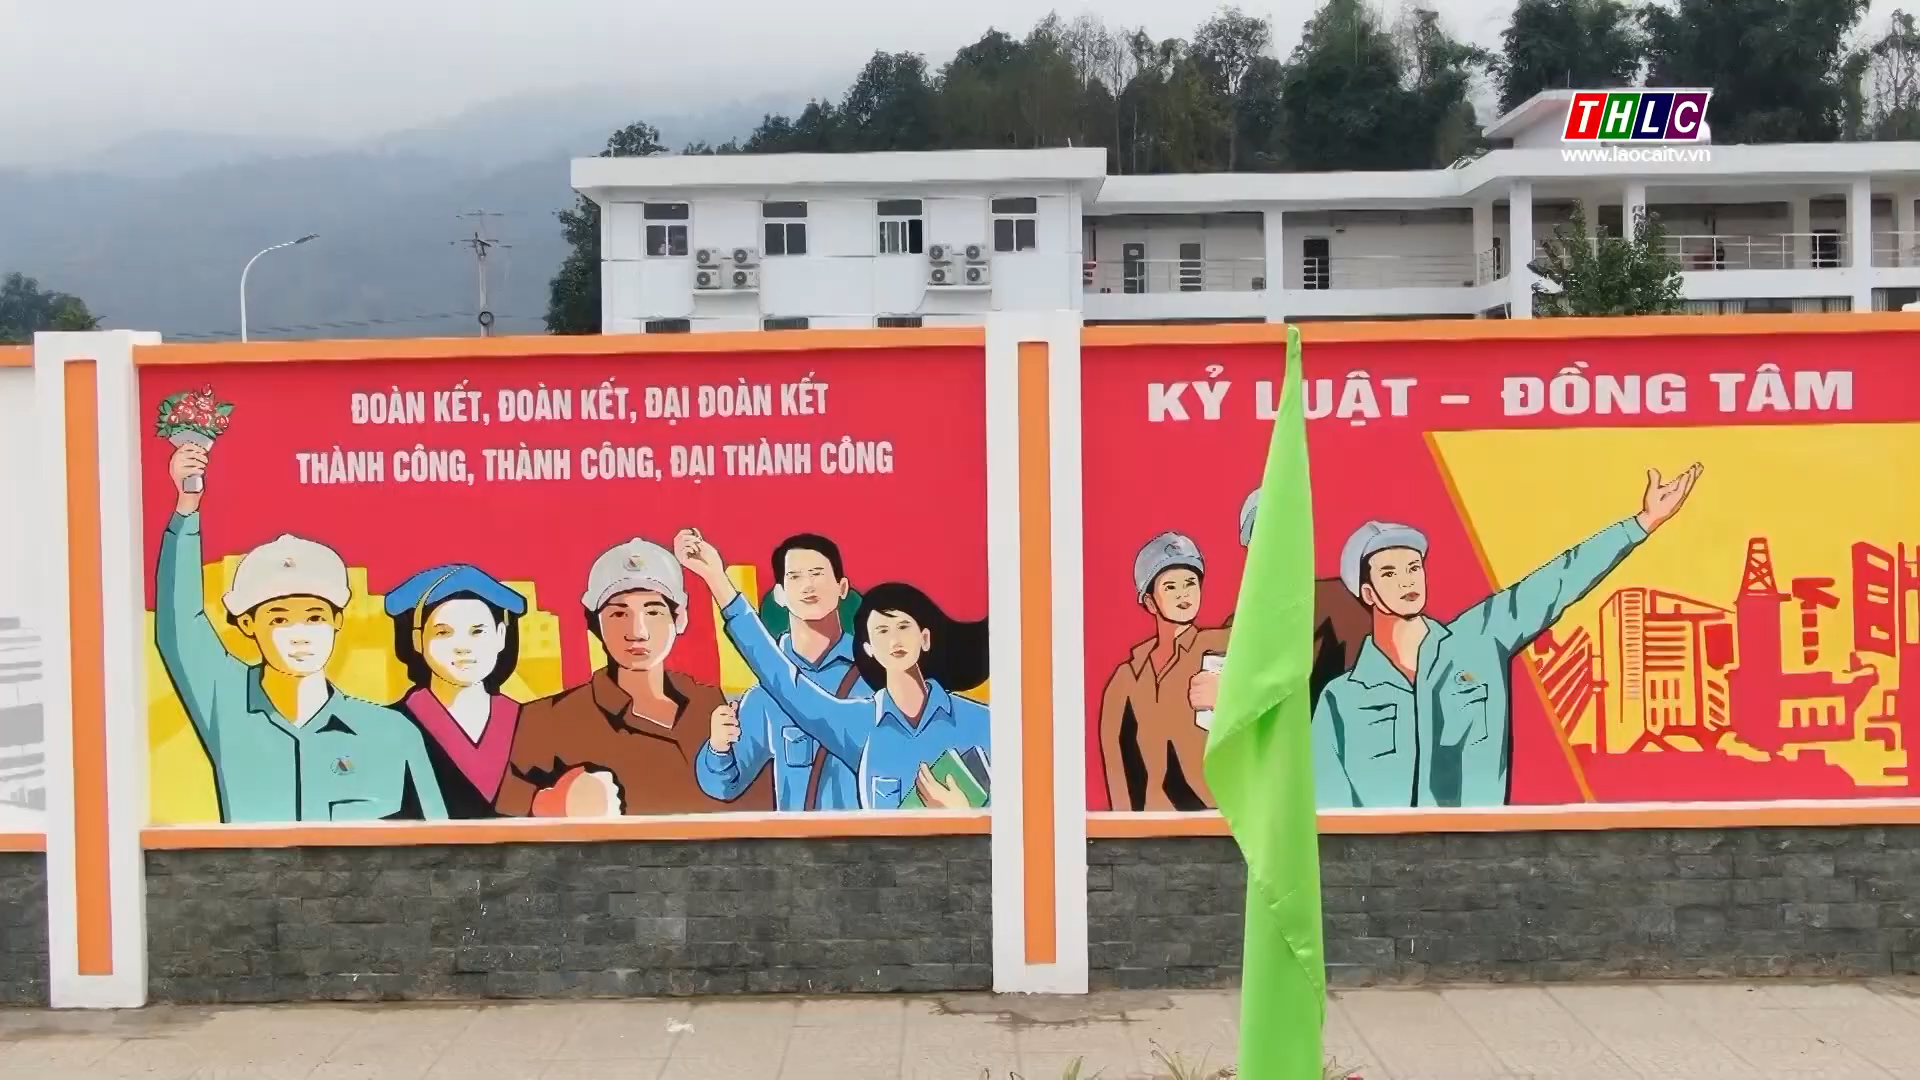 THLC
www.laocaitv.vn
ĐOÀN KẾT, ĐOÀN KẾT, ĐẠI ĐOÀN KẾT
THÀNH CÔNG, THÀNH CÔNG, ĐẠI THÀNH CÔNG
KỶ LUẬT - ĐỒNG TÂM